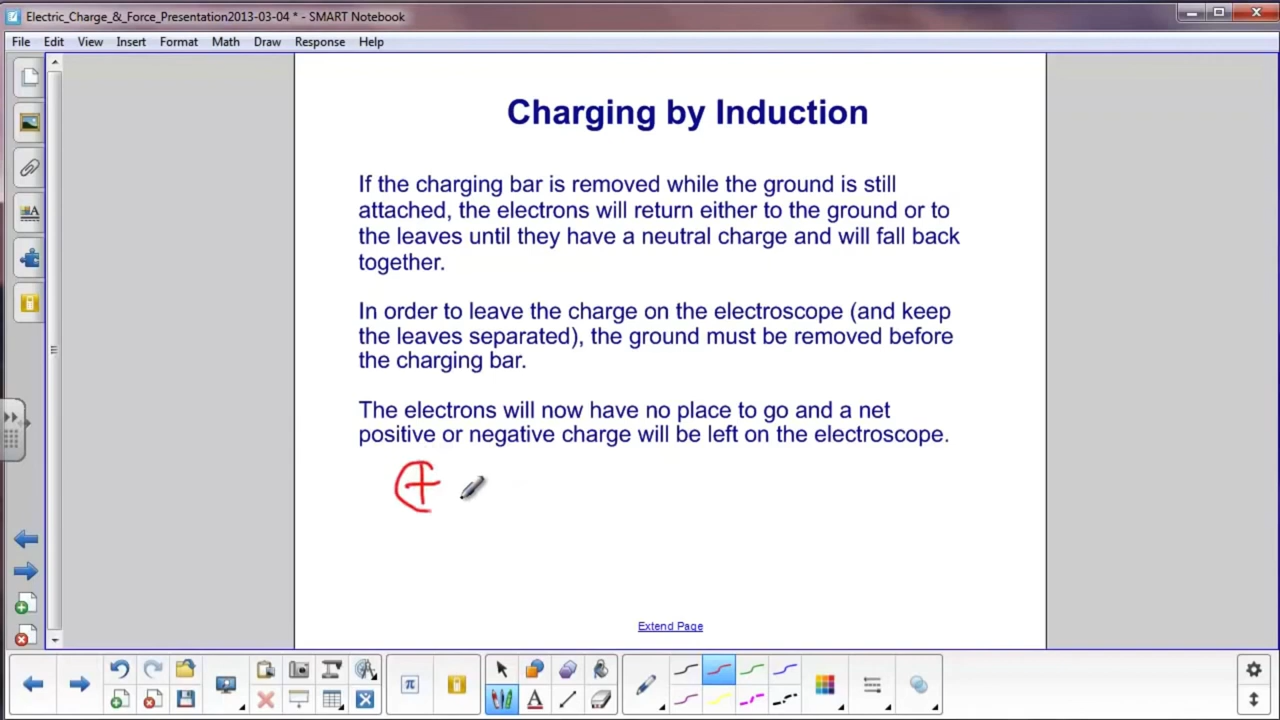 Electric_Charge_&_Force_Presentation2013-03-04 * - SMART Notebook
File Edit View Insert Format Math Draw Response Help
Charging by Induction
If the charging bar is removed while the ground is still
attached, the electrons will return either to the ground or to
the leaves until they have a neutral charge and will fall back
together.
In order to leave the charge on the electroscope (and keep
the leaves separated), the ground must be removed before
the charging bar.
The electrons will now have no place to go and a net
positive or negative charge will be left on the electroscope.
(+
Extend Page
π
A